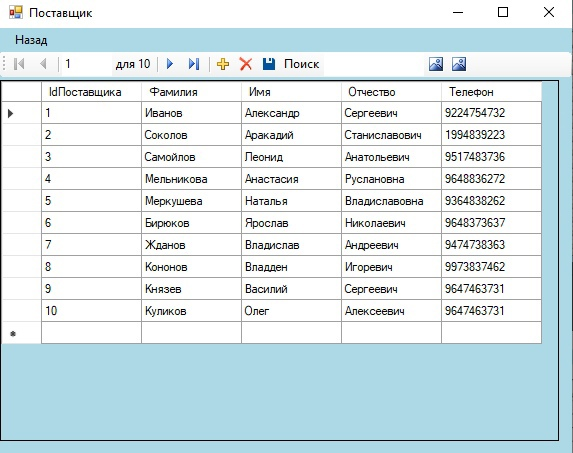 Поставщик
Назад
1 для 10 Поиск
IdПоставщика Фамилия Имя Отчество Телефон
1 Иванов Александр Сергеевич 9224754732
2 Соколов Аракадий Станиславович 1994839223
3 Самойлов Леонид Анатольевич 9517483736
4 Мельникова Анастасия Руслановна 9648836272
5 Меркушева Наталья Владиславовна 9364838262
6 Бирюков Ярослав Николаевич 9648373637
7 Жданов Владислав Андреевич 9474738363
8 Кононов Владден Игоревич 9973837462
9 Князев Василий Сергеевич 9647463731
10 Куликов Олег Алексеевич 9647463731